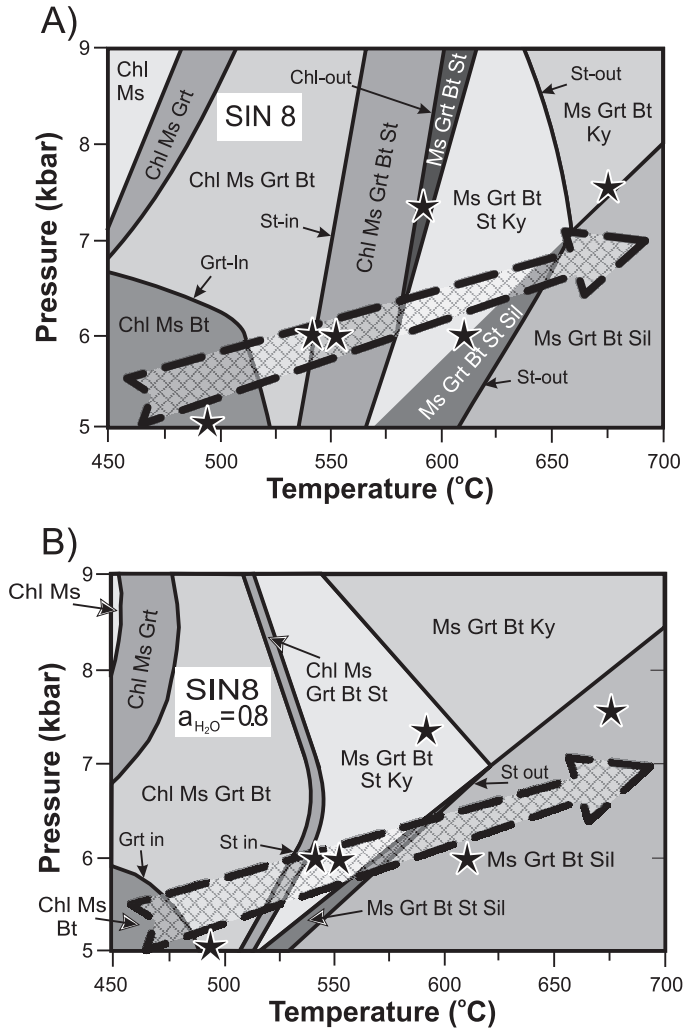 A)
9
8
7
6
5
Pressure (kbar)
Chl
Ms
Chl Ms Grt
SIN 8
Chl Ms Grt Bt
Chl-out
St-in
Chl Ms Grt Bt St
Ms Grt Bt St
St-out
Ms Grt Bt
Ky
Ms Grt Bt
St Ky
Grt-In
Chl Ms Bt
Ms Grt Bt St Sil
Ms Grt Bt Sil
St-out
450
500
550
600
650
700
Temperature (°C)
B)
9
8
7
6
5
Pressure (kbar)
Chl Ms
Chl Ms Grt
SIN8
aH₂O=0.8
Chl Ms
Grt Bt St
Ms Grt Bt Ky
Ms Grt Bt
St Ky
Chl Ms Grt Bt
St out
Grt in
St in
Chl Ms
Bt
Ms Grt Bt Sil
Ms Grt Bt St Sil
450
500
550
600
650
700
Temperature (°C)